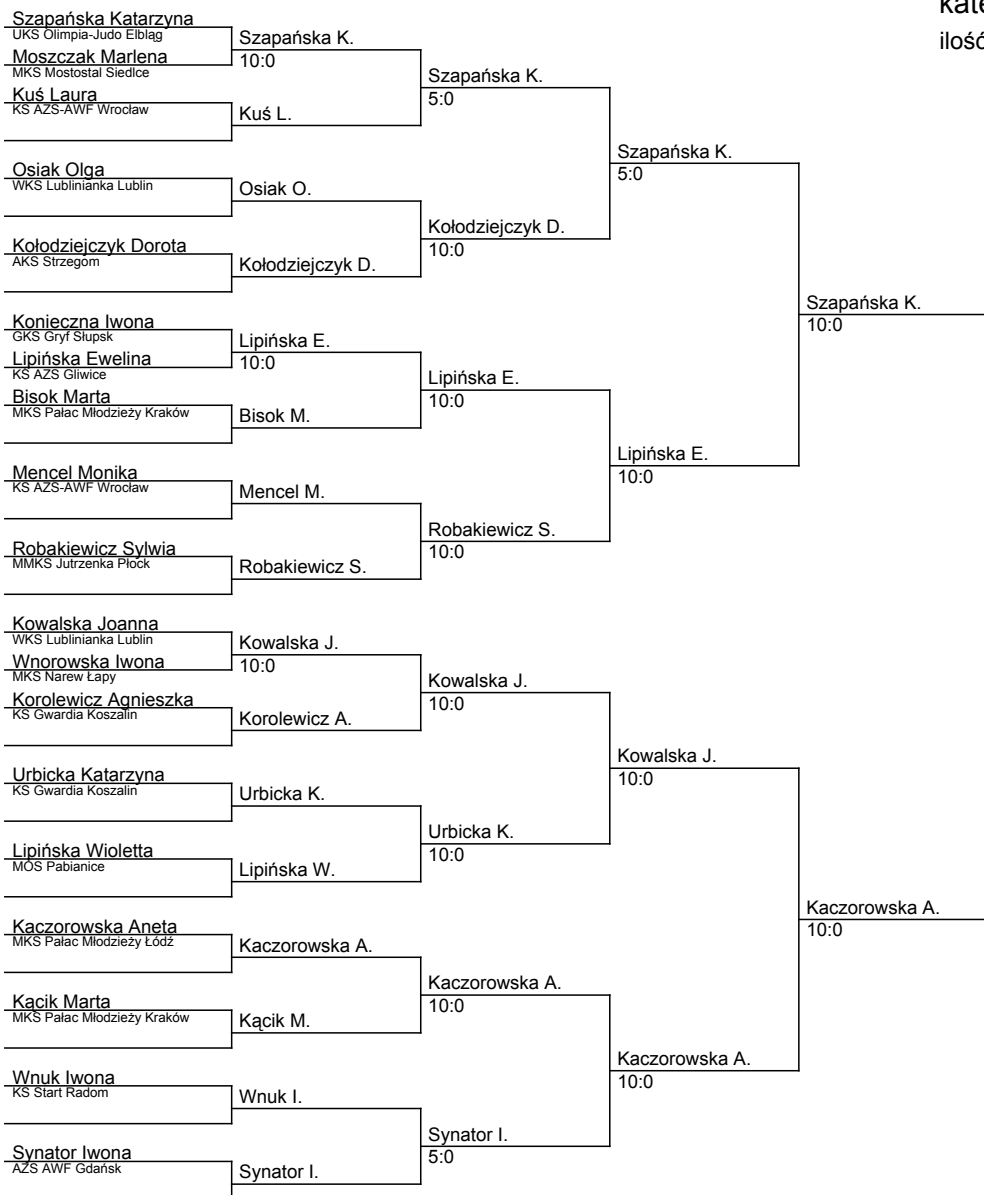 Szapańska Katarzyna
UKS Olimpia-Judo Elbląg
Moszczak Marlena
MKS Mostostal Siedlce
Kuś Laura
KS AZS-AWF Wrocław
Osiak Olga
WKS Lublinianka Lublin
Kołodziejczyk Dorota
AKS Strzegom
Konieczna Iwona
GKS Gryf Słupsk
Lipińska Ewelina
KS AZS Gliwice
Bisok Marta
MKS Pałac Młodzieży Kraków
Mencel Monika
KS AZS-AWF Wrocław
Robakiewicz Sylwia
MMKS Jutrzenka Płock
Kowalska Joanna
WKS Lublinianka Lublin
Wnorowska Iwona
MKS Narew Łapy
Korolewicz Agnieszka
KS Gwardia Koszalin
Urbicka Katarzyna
KS Gwardia Koszalin
Lipińska Wioletta
MOS Pabianice
Kaczorowska Aneta
MKS Pałac Młodzieży Łódź
Kącik Marta
MKS Pałac Młodzieży Kraków
Wnuk Iwona
KS Start Radom
Synator Iwona
AZS AWF Gdańsk
Szapańska K.
10:0
Kuś L.
Osiak O.
Kołodziejczyk D.
Lipińska E.
10:0
Bisok M.
Mencel M.
Robakiewicz S.
Kowalska J.
10:0
Korolewicz A.
Urbicka K.
Lipińska W.
Kaczorowska A.
Kącik M.
Wnuk I.
Synator I.
Szapańska K.
5:0
Kołodziejczyk D.
10:0
Lipińska E.
10:0
Robakiewicz S.
10:0
Kowalska J.
10:0
Urbicka K.
10:0
Kaczorowska A.
10:0
Synator I.
5:0
Szapańska K.
5:0
Lipińska E.
10:0
Kowalska J.
10:0
Kaczorowska A.
10:0
Szapańska K.
10:0
Kaczorowska A.
10:0